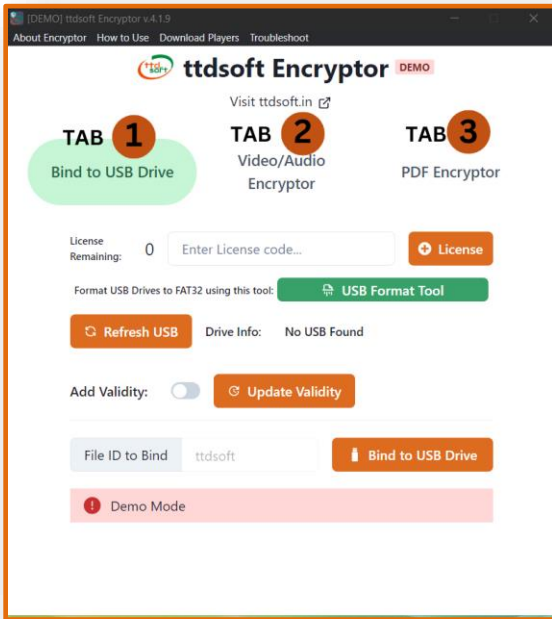 [DEMO] ttdsoft Encryptor v.4.1.9
About Encryptor How to Use Download Players Troubleshoot
ttdsoft ttdsoft Encryptor DEMO
Visit ttdsoft.in
TAB 1 TAB 2 TAB 3
Bind to USB Drive
Video/Audio
Encryptor
PDF Encryptor
License
Remaining: 0 Enter License code... License
Format USB Drives to FAT32 using this tool: USB Format Tool
Refresh USB Drive Info: No USB Found
Add Validity: Update Validity
File ID to Bind ttdsoft Bind to USB Drive
Demo Mode